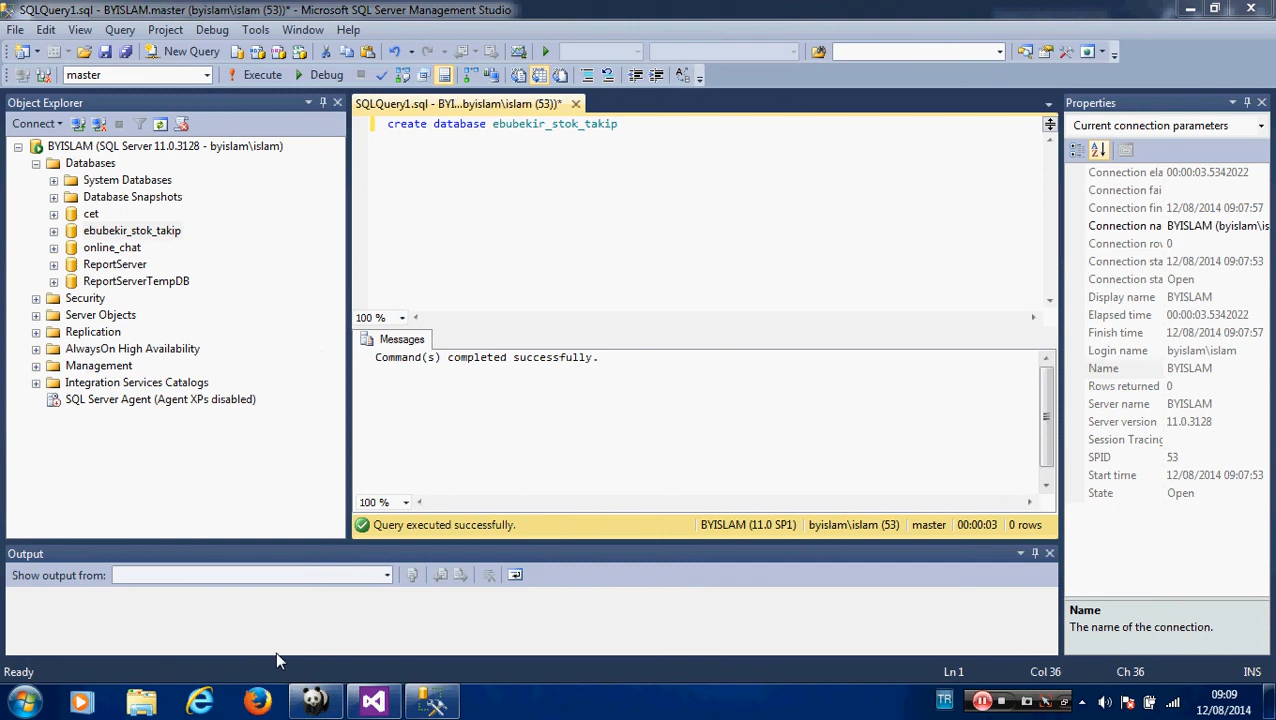 SQLQuery1.sql - BYISLAM.master (byislam\islam (53))* - Microsoft SQL Server Management Studio
File Edit View Query Project Debug Tools Window Help
New Query
master Execute Debug
Object Explorer
Connect
BYISLAM (SQL Server 11.0.3128 - byislam\islam)
Databases
System Databases
Database Snapshots
cet
ebubekir_stok_takip
online_chat
ReportServer
ReportServerTempDB
Security
Server Objects
Replication
AlwaysOn High Availability
Management
Integration Services Catalogs
SQL Server Agent (Agent XPs disabled)
SQLQuery1.sql - BYI...byislam\islam (53))*
create database ebubekir_stok_takip
100 %
Messages
Command(s) completed successfully.
100 %
Query executed successfully. BYISLAM (11.0 SP1) byislam\islam (53) master 00:00:03 0 rows
Properties
Current connection parameters
Connection ela 00:00:03.5342022
Connection fai
Connection fin 12/08/2014 09:07:57
Connection na BYISLAM (byislam\is
Connection rov 0
Connection sta 12/08/2014 09:07:53
Connection sta Open
Display name BYISLAM
Elapsed time 00:00:03.5342022
Finish time 12/08/2014 09:07:57
Login name byislam\islam
Name BYISLAM
Rows returned 0
Server name BYISLAM
Server version 11.0.3128
Session Tracing
SPID 53
Start time 12/08/2014 09:07:53
State Open
Name
The name of the connection.
Output
Show output from:
Ready Ln 1 Col 36 Ch 36 INS
TR
09:09
12/08/2014